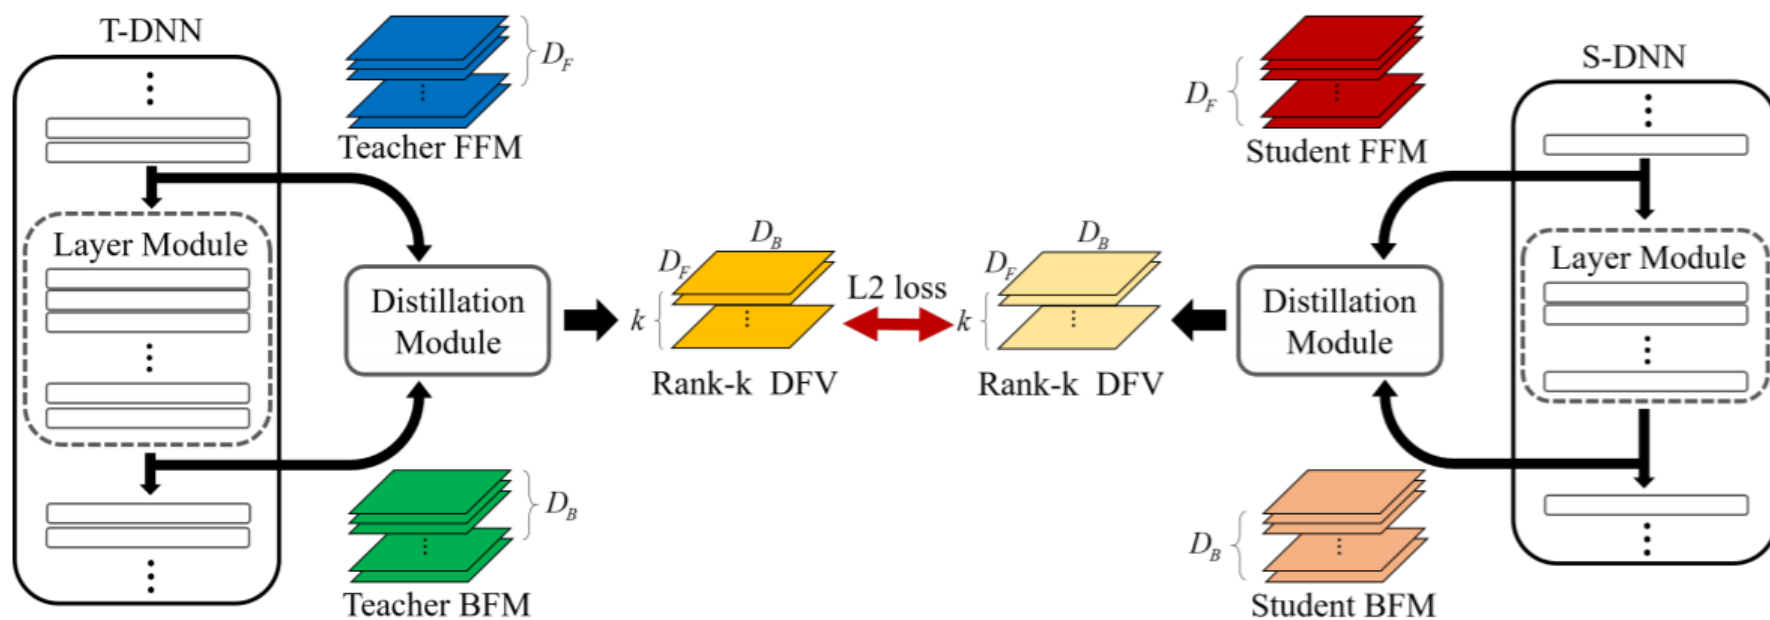 T-DNN
D_F
Teacher FFM
Layer Module
Distillation
Module
D_B
Teacher BFM
D_B
D_F
k
Rank-k DFV
L2 loss
D_B
D_F
k
Rank-k DFV
D_F
Student FFM
S-DNN
Distillation
Module
Layer Module
D_B
Student BFM